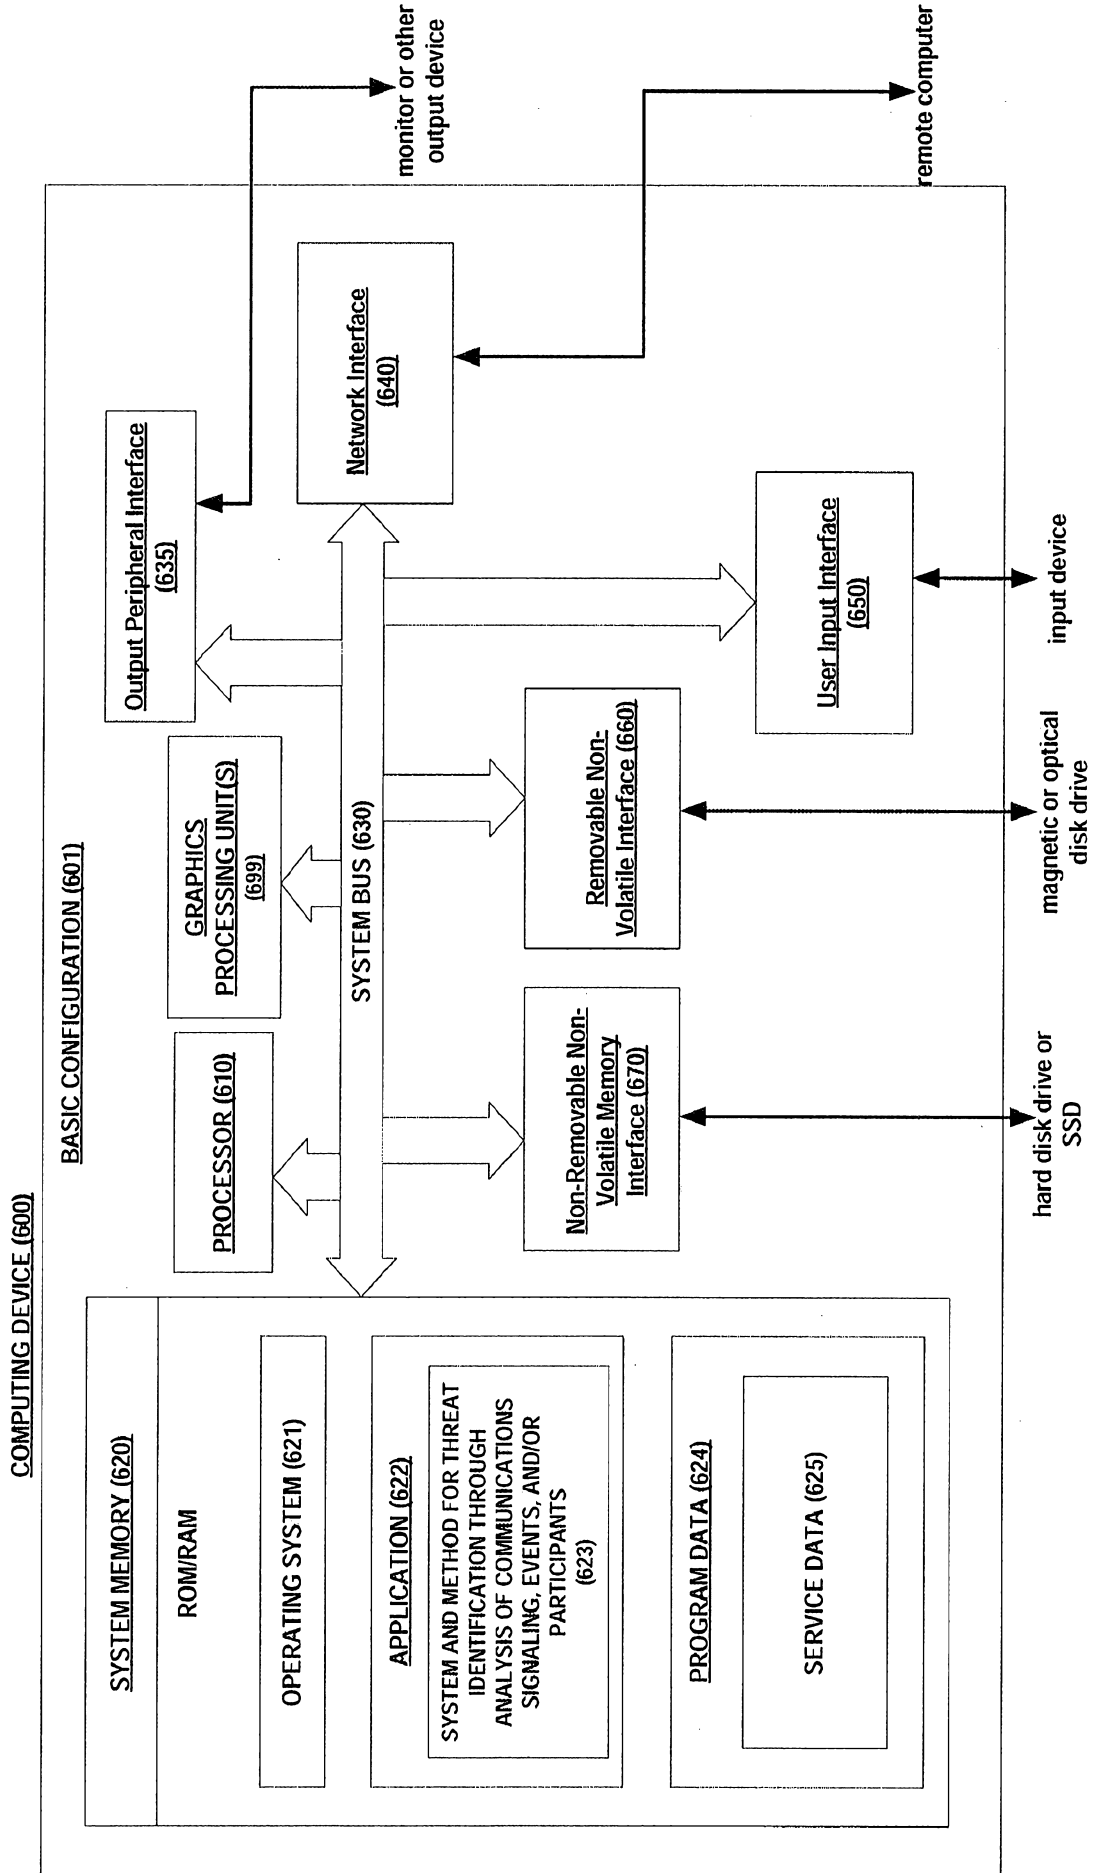 COMPUTING DEVICE (600)
BASIC CONFIGURATION (601)
SYSTEM MEMORY (620)
ROM/RAM
OPERATING SYSTEM (621)
APPLICATION (622)
SYSTEM AND METHOD FOR THREAT
IDENTIFICATION THROUGH
ANALYSIS OF COMMUNICATIONS
SIGNALING, EVENTS, AND/OR
PARTICIPANTS
(623)
PROGRAM DATA (624)
SERVICE DATA (625)
PROCESSOR (610)
GRAPHICS
PROCESSING UNIT(S)
(699)
Output Peripheral Interface
(635)
monitor or other
output device
SYSTEM BUS (630)
Network Interface
(640)
remote computer
Non-Removable Non-
Volatile Memory
Interface (670)
hard disk drive or
SSD
Removable Non-
Volatile Interface (660)
magnetic or optical
disk drive
User Input Interface
(650)
input device